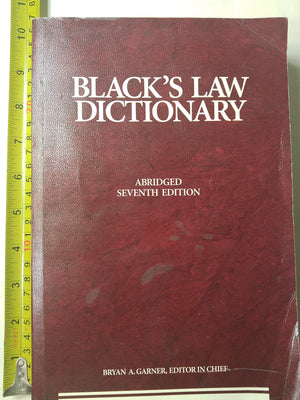 BLACK'S LAW
DICTIONARY
ABRIDGED
SEVENTH EDITION
BRYAN A. GARNER, EDITOR IN CHIEF